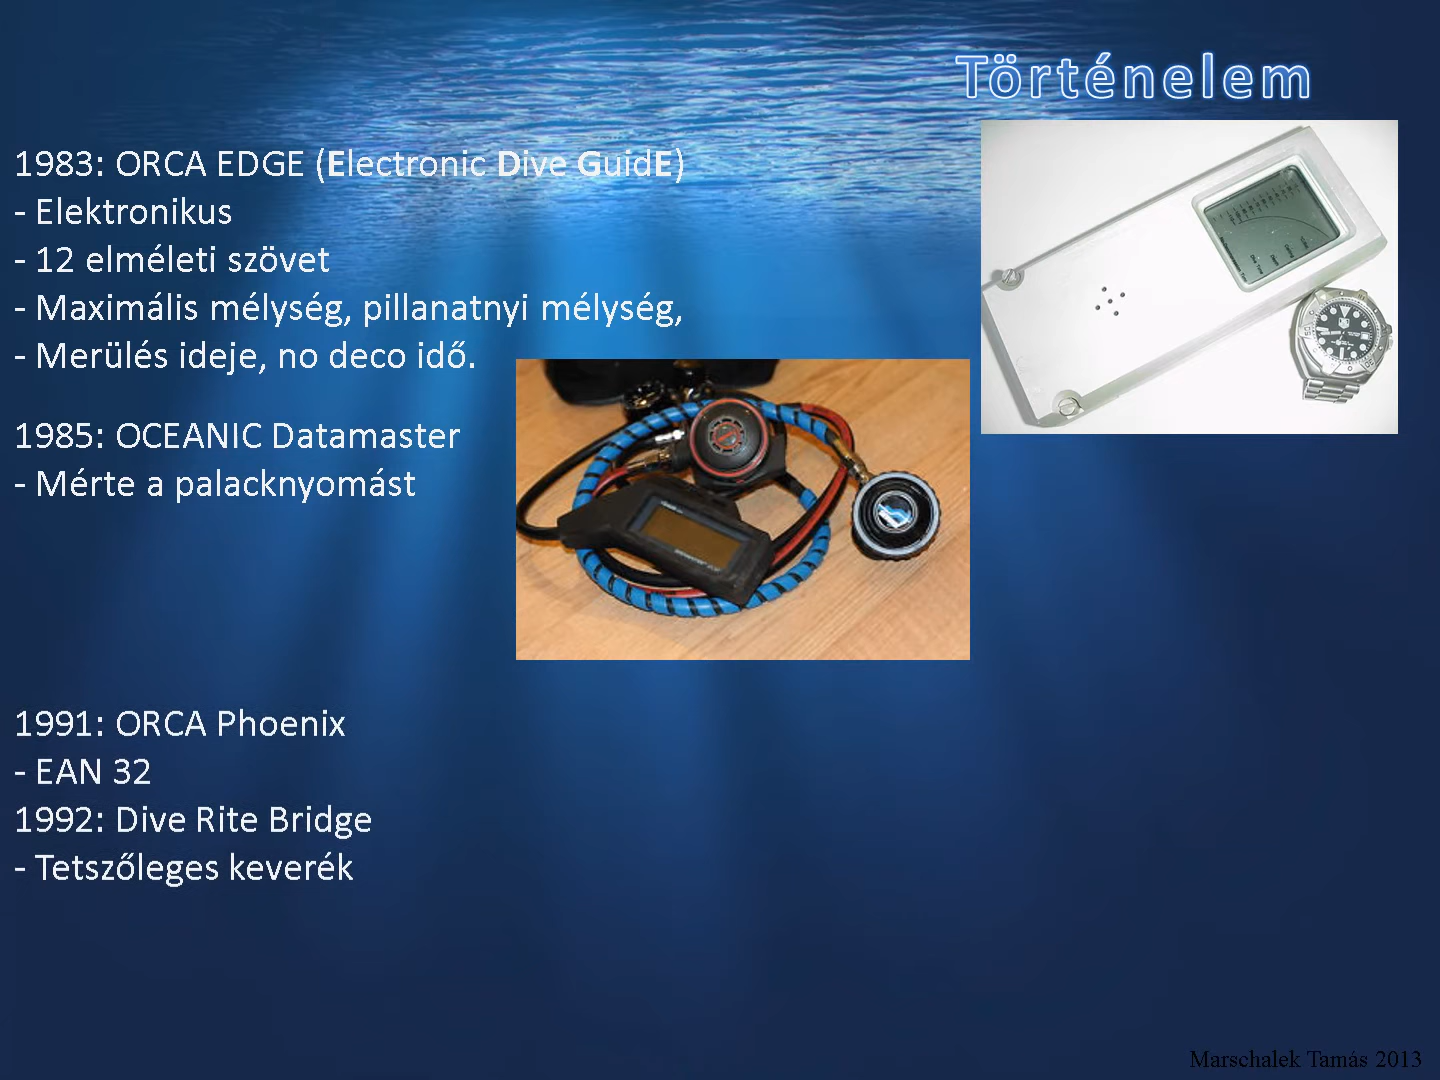 Történelem
1983: ORCA EDGE (Electronic Dive GuidE)
- Elektronikus
- 12 elméleti szövet
- Maximális mélység, pillanatnyi mélység,
- Merülés ideje, no deco idő.
1985: OCEANIC Datamaster
- Mérte a palacknyomást
1991: ORCA Phoenix
- EAN 32
1992: Dive Rite Bridge
- Tetszőleges keverék
Marschalek Tamás 2013